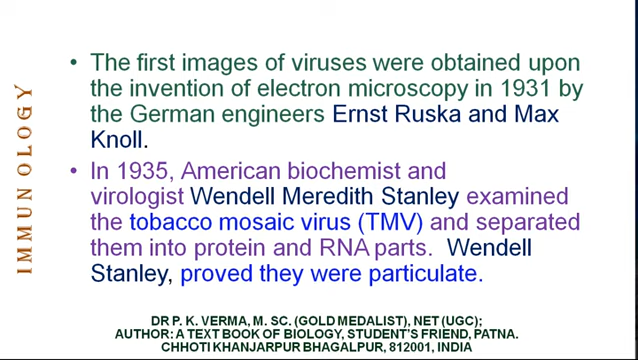 IMMUNOLOGY
• The first images of viruses were obtained upon
the invention of electron microscopy in 1931 by
the German engineers Ernst Ruska and Max
Knoll.
• In 1935, American biochemist and
virologist Wendell Meredith Stanley examined
the tobacco mosaic virus (TMV) and separated
them into protein and RNA parts. Wendell
Stanley, proved they were particulate.
DR P. K. VERMA, M. SC. (GOLD MEDALIST), NET (UGC);
AUTHOR: A TEXT BOOK OF BIOLOGY, STUDENT'S FRIEND, PATNA.
CHHOTI KHANJARPUR BHAGALPUR, 812001, INDIA